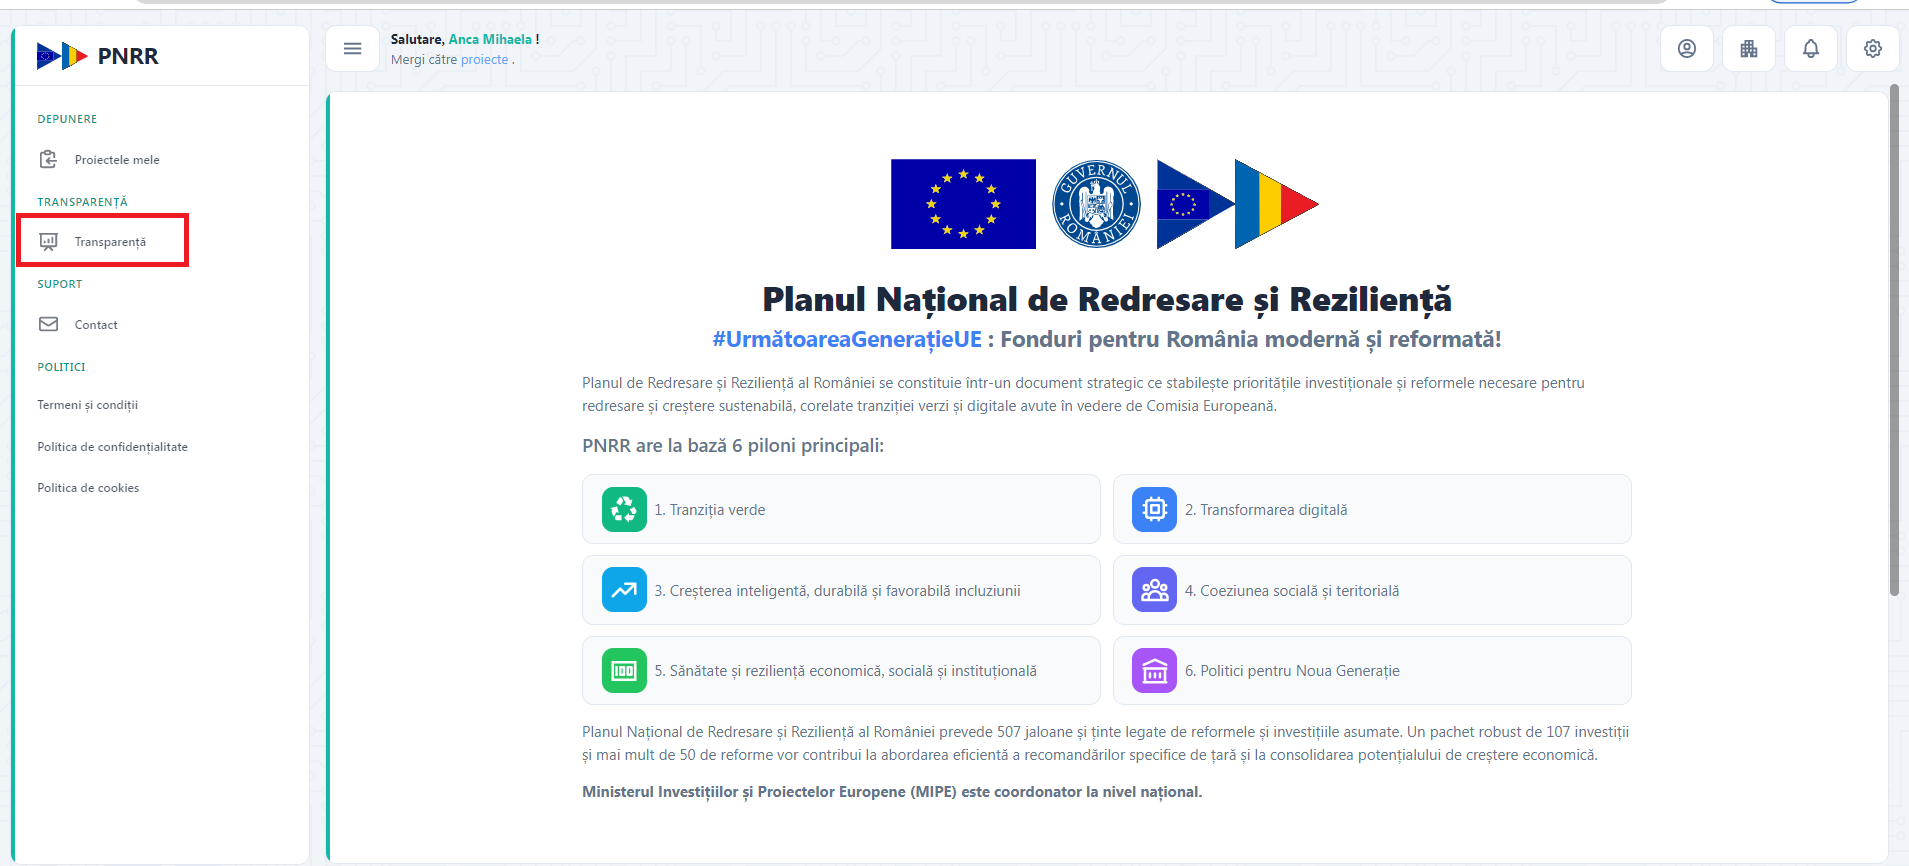 PNRR
Salutare, Anca Mihaela !
Mergi către proiecte .
DEPUNERE
Proiectele mele
TRANSPARENȚĂ
Transparență
SUPORT
Contact
POLITICI
Termeni și condiții
Politica de confidențialitate
Politica de cookies
GUVERNUL ROMÂNIEI
Planul Național de Redresare și Reziliență
#UrmătoareaGenerațieUE : Fonduri pentru România modernă și reformată!
Planul de Redresare și Reziliență al României se constituie într-un document strategic ce stabilește prioritățile investiționale și reformele necesare pentru
redresare și creștere sustenabilă, corelate tranziției verzi și digitale avute în vedere de Comisia Europeană.
PNRR are la bază 6 piloni principali:
1. Tranziția verde
2. Transformarea digitală
3. Creșterea inteligentă, durabilă și favorabilă incluziunii
4. Coeziunea socială și teritorială
5. Sănătate și reziliență economică, socială și instituțională
6. Politici pentru Noua Generație
Planul Național de Redresare și Reziliență al României prevede 507 jaloane și ținte legate de reformele și investițiile asumate. Un pachet robust de 107 investiții
și mai mult de 50 de reforme vor contribui la abordarea eficientă a recomandărilor specifice de țară și la consolidarea potențialului de creștere economică.
Ministerul Investițiilor și Proiectelor Europene (MIPE) este coordonator la nivel național.